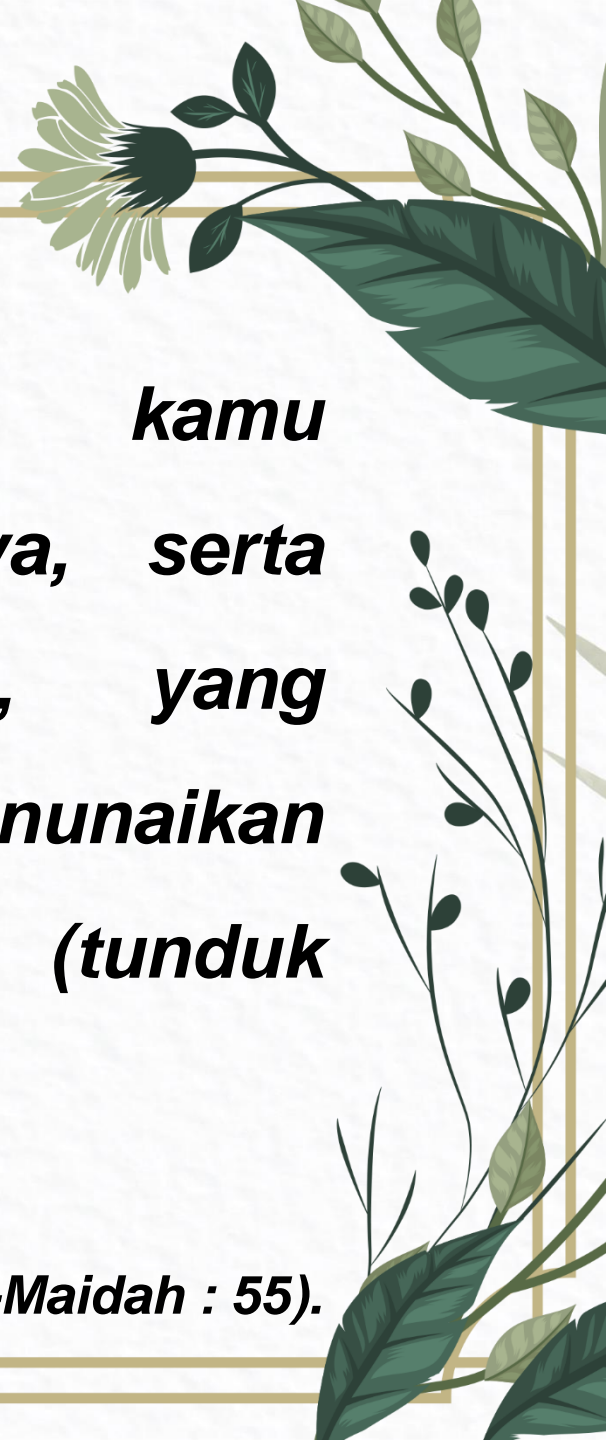 kamu
ya, serta
, yang
nunaikan
(tunduk
-Maidah : 55).